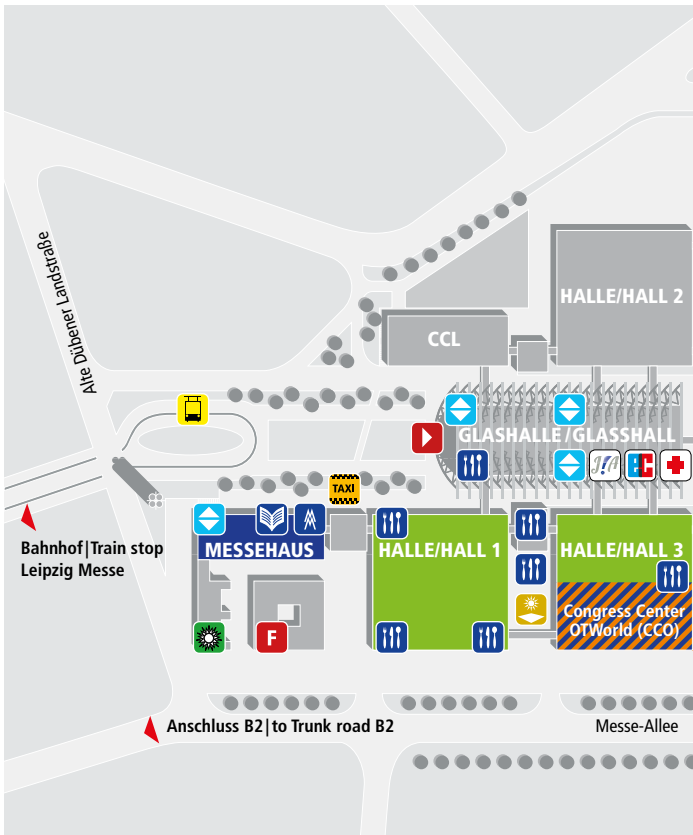 Alte Dübener Landstraße
HALLE/HALL 2
CCL
GLASHALLE/GLASSHALL
EC
TAXI
MESSEHAUS
HALLE/HALL 1
HALLE/HALL 3
Bahnhof|Train stop
Leipzig Messe
Congress Center
OTWorld (CCO)
F
Anschluss B2|to Trunk road B2
Messe-Allee